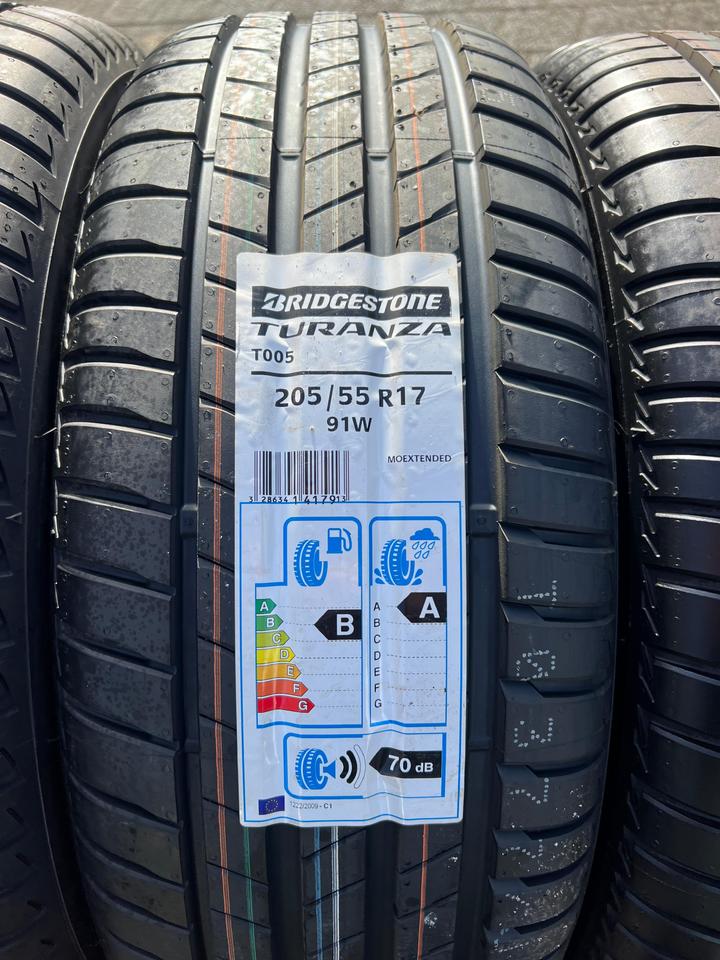 BRIDGESTONE
TURANZA
T005
205/55 R17
91W
MOEXTENDED
3 286341 417913
A
B
C
D
E
F
G
B
A
B
C
D
E
F
G
A
70 dB
1222/2009 - C1